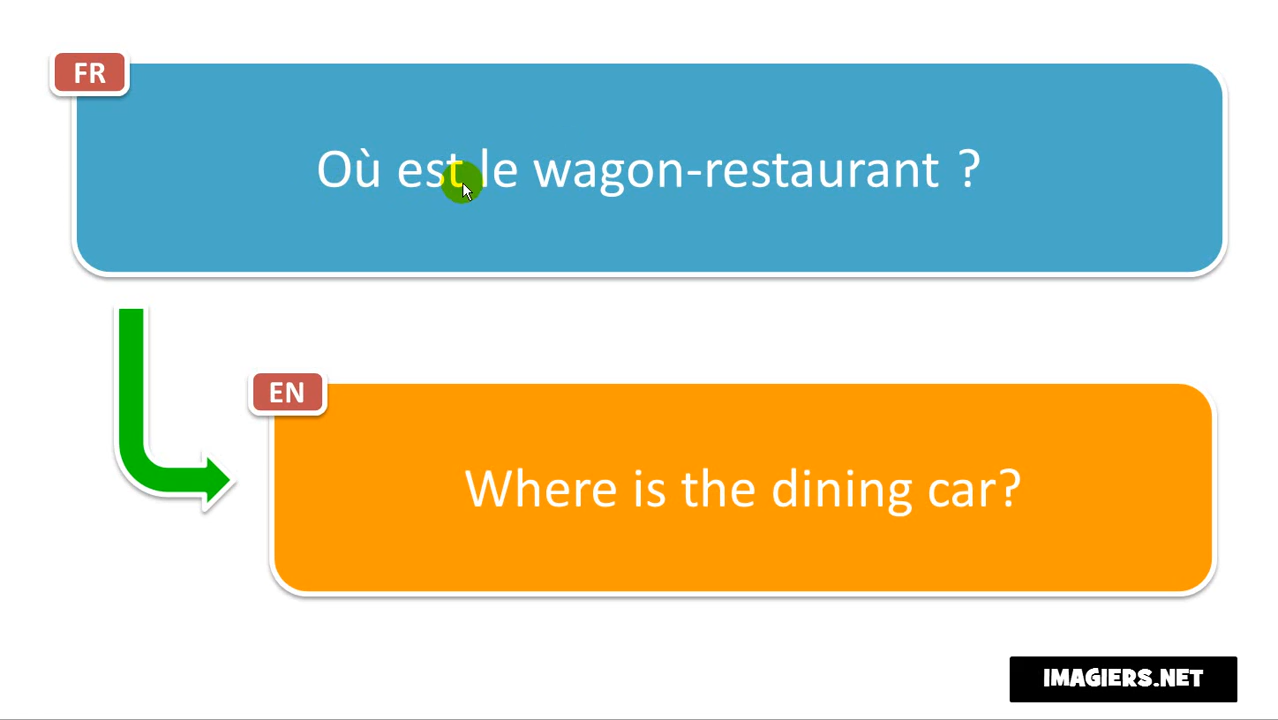 FR
Où est le wagon-restaurant ?
EN
Where is the dining car?
IMAGIERS.NET